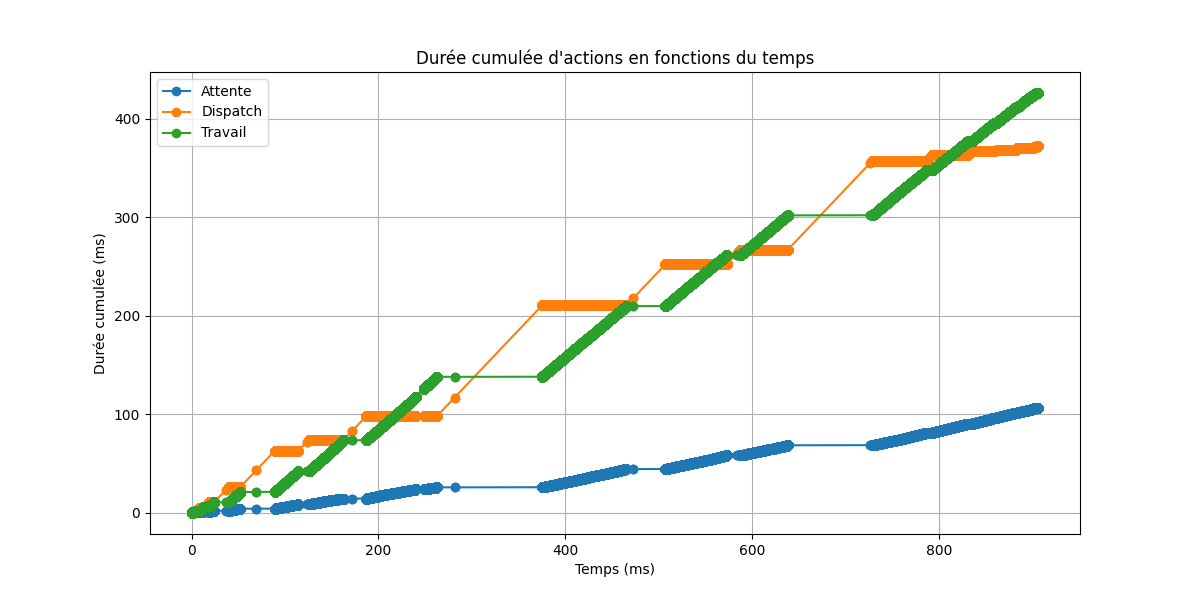 Durée cumulée d'actions en fonctions du temps
Attente
Dispatch
Travail
400
300
200
100
0
Durée cumulée (ms)
0
200
400
600
800
Temps (ms)